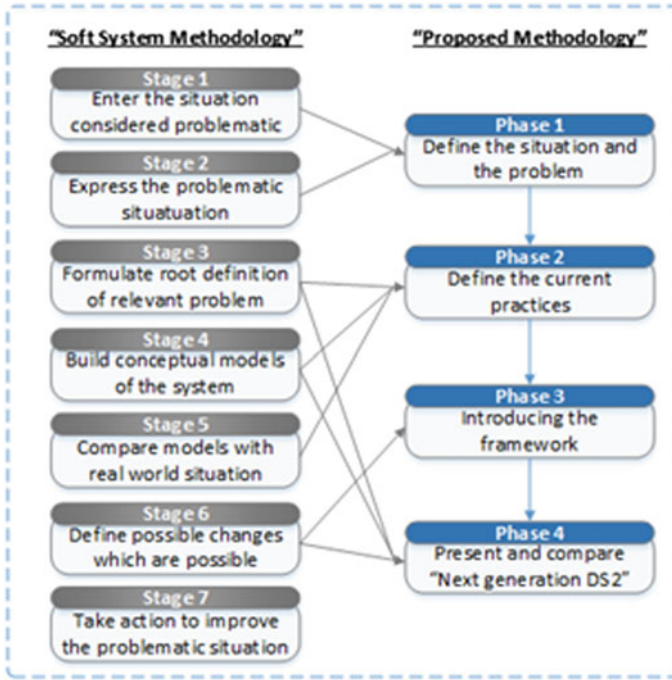 "Soft System Methodology"
Stage 1
Enter the situation
considered problematic
Stage 2
Express the problematic
situatuation
Stage 3
Formulate root definition
of relevant problem
Stage 4
Build conceptual models
of the system
Stage 5
Compare models with
real world situation
Stage 6
Define possible changes
which are possible
Stage 7
Take action to improve
the problematic situation
"Proposed Methodology"
Phase 1
Define the situation and
the problem
Phase 2
Define the current
practices
Phase 3
Introducing the
framework
Phase 4
Present and compare
"Next generation DS2"